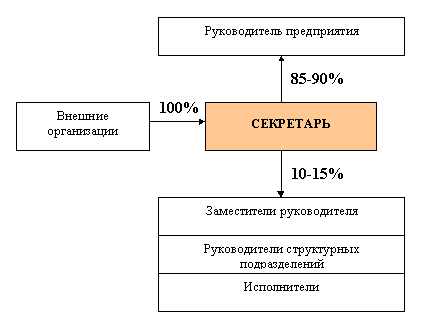 Руководитель предприятия
85-90%
100%
Внешние
организации
СЕКРЕТАРЬ
10-15%
Заместители руководителя
Руководители структурных
подразделений
Исполнители